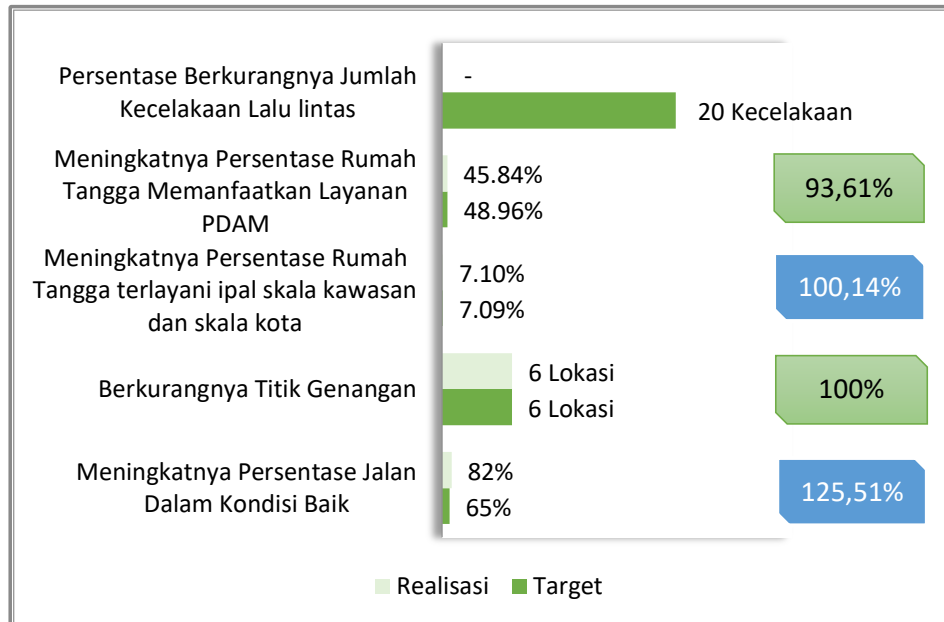 Persentase Berkurangnya Jumlah
Kecelakaan Lalu lintas
-
20 Kecelakaan
Meningkatnya Persentase Rumah
Tangga Memanfaatkan Layanan
PDAM
45.84%
48.96%
93,61%
Meningkatnya Persentase Rumah
Tangga terlayani ipal skala kawasan
dan skala kota
7.10%
7.09%
100,14%
Berkurangnya Titik Genangan
6 Lokasi
6 Lokasi
100%
Meningkatnya Persentase Jalan
Dalam Kondisi Baik
82%
65%
125,51%
Realisasi
Target